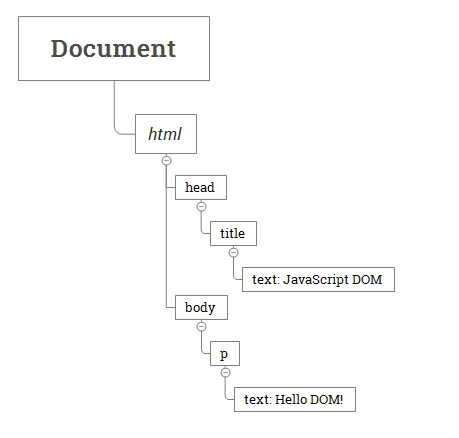 Document
html
head
title
text: JavaScript DOM
body
p
text: Hello DOM!